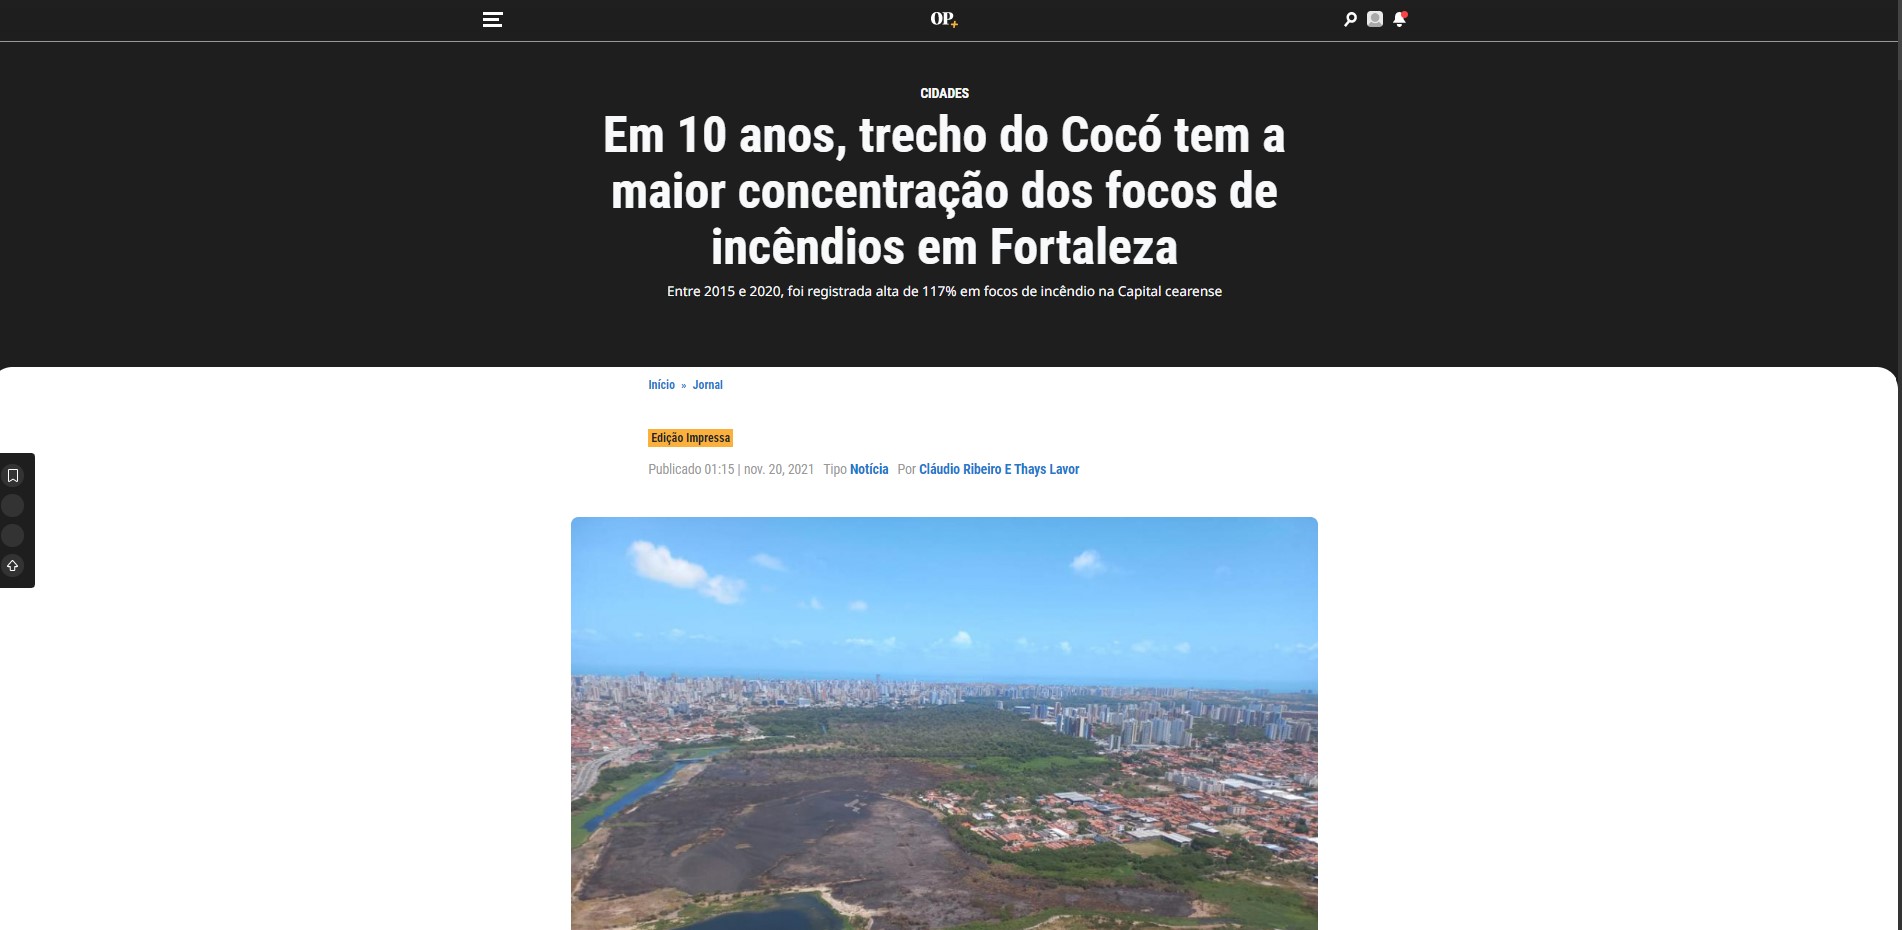 OP+
CIDADES
Em 10 anos, trecho do Cocó tem a
maior concentração dos focos de
incêndios em Fortaleza
Entre 2015 e 2020, foi registrada alta de 117% em focos de incêndio na Capital cearense
Início » Jornal
Edição Impressa
Publicado 01:15 | nov. 20, 2021 Tipo Notícia Por Cláudio Ribeiro E Thays Lavor